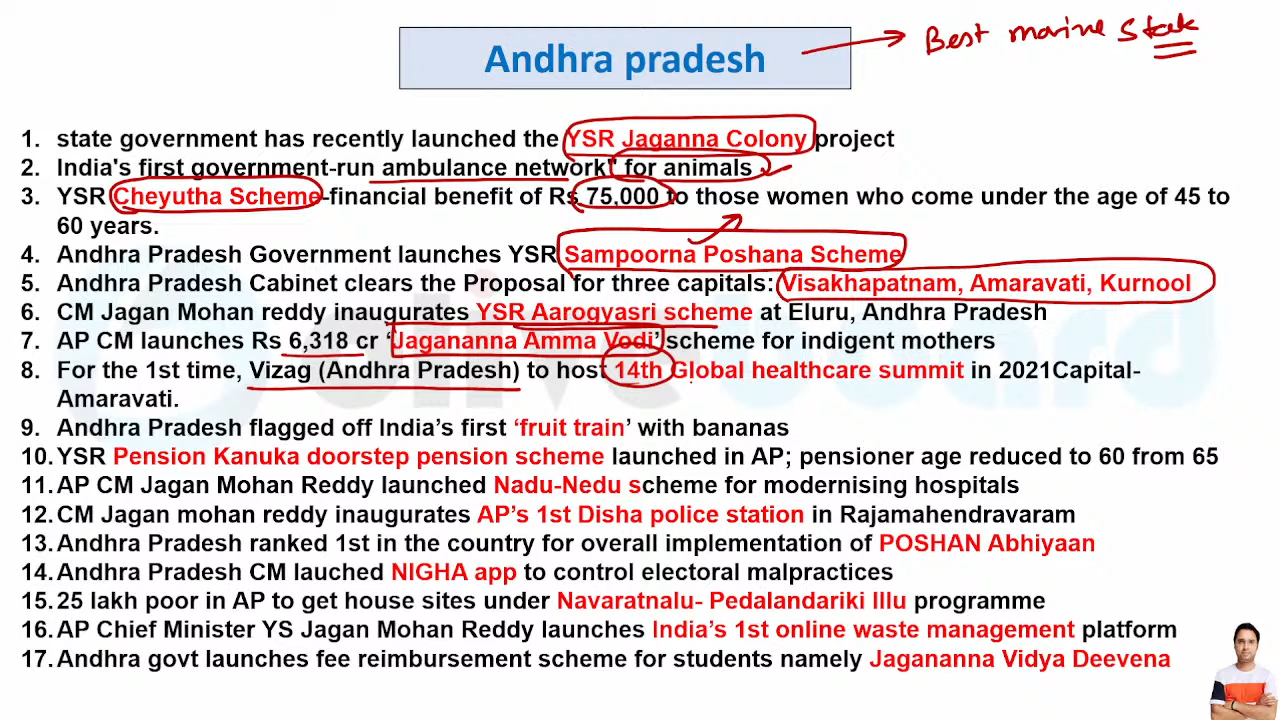 Andhra pradesh
Best marine State
1. state government has recently launched the YSR Jaganna Colony project
2. India's first government-run ambulance network" for animals
3. YSR Cheyutha Scheme-financial benefit of Rs 75,000 to those women who come under the age of 45 to
60 years.
4. Andhra Pradesh Government launches YSR Sampoorna Poshana Scheme
5. Andhra Pradesh Cabinet clears the Proposal for three capitals: Visakhapatnam, Amaravati, Kurnool
6. CM Jagan Mohan reddy inaugurates YSR Aarogyasri scheme at Eluru, Andhra Pradesh
7. AP CM launches Rs 6,318 cr ‘Jagananna Amma Vodi’ scheme for indigent mothers
8. For the 1st time, Vizag (Andhra Pradesh) to host 14th Global healthcare summit in 2021Capital-
Amaravati.
9. Andhra Pradesh flagged off India’s first ‘fruit train’ with bananas
10. YSR Pension Kanuka doorstep pension scheme launched in AP; pensioner age reduced to 60 from 65
11. AP CM Jagan Mohan Reddy launched Nadu-Nedu scheme for modernising hospitals
12. CM Jagan mohan reddy inaugurates AP’s 1st Disha police station in Rajamahendravaram
13. Andhra Pradesh ranked 1st in the country for overall implementation of POSHAN Abhiyaan
14. Andhra Pradesh CM lauched NIGHA app to control electoral malpractices
15. 25 lakh poor in AP to get house sites under Navaratnalu- Pedalandariki Illu programme
16. AP Chief Minister YS Jagan Mohan Reddy launches India’s 1st online waste management platform
17. Andhra govt launches fee reimbursement scheme for students namely Jagananna Vidya Deevena